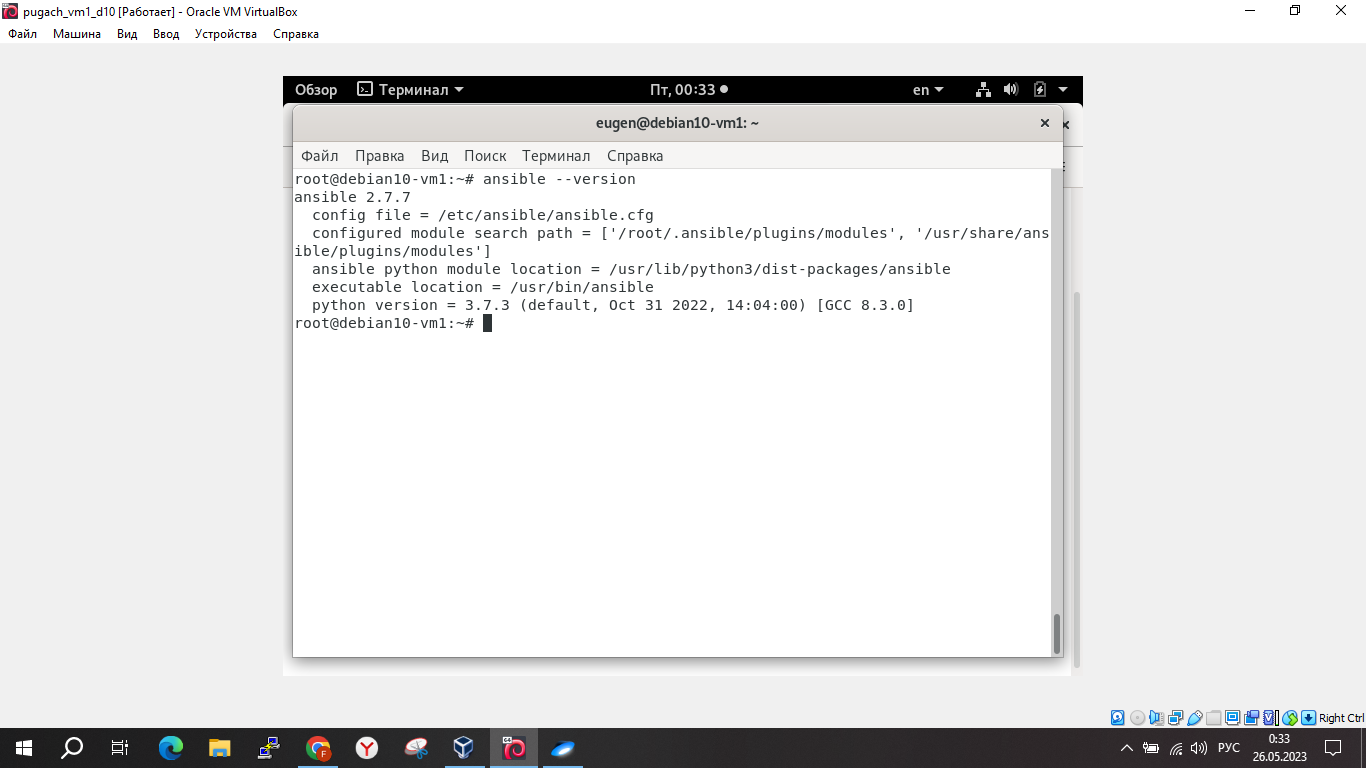 pugach_vm1_d10 [Работает] - Oracle VM VirtualBox
Файл Машина Вид Ввод Устройства Справка
Обзор Терминал Пт, 00:33 en
eugen@debian10-vm1: ~
Файл Правка Вид Поиск Терминал Справка
root@debian10-vm1:~# ansible --version
ansible 2.7.7
  config file = /etc/ansible/ansible.cfg
  configured module search path = ['/root/.ansible/plugins/modules', '/usr/share/ans
ible/plugins/modules']
  ansible python module location = /usr/lib/python3/dist-packages/ansible
  executable location = /usr/bin/ansible
  python version = 3.7.3 (default, Oct 31 2022, 14:04:00) [GCC 8.3.0]
root@debian10-vm1:~#
Right Ctrl
РУС
0:33
26.05.2023